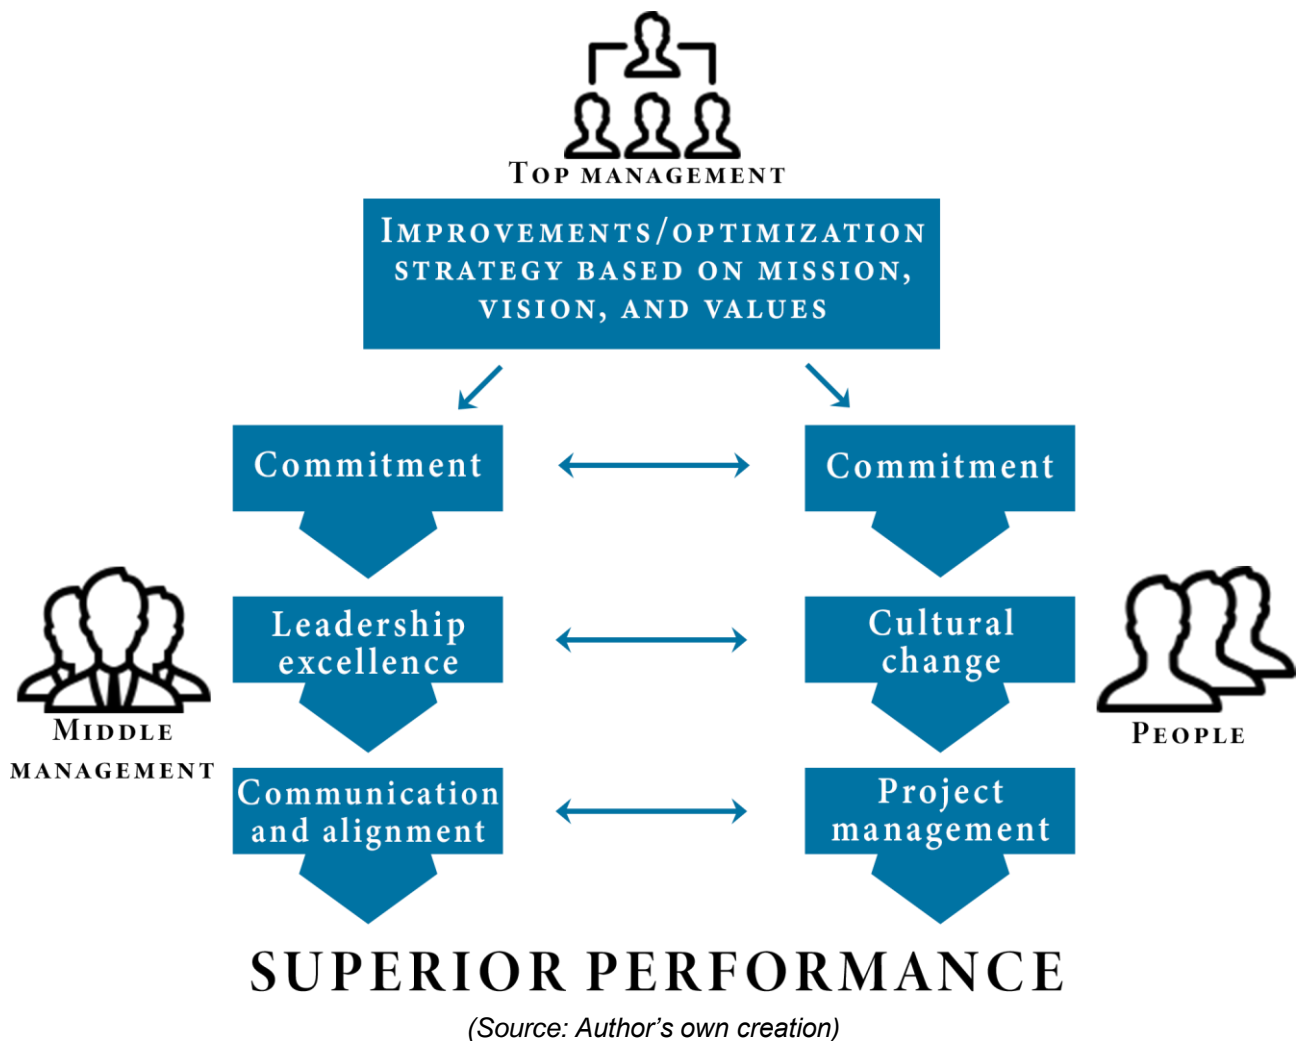 TOP MANAGEMENT
IMPROVEMENTS/OPTIMIZATION
STRATEGY BASED ON MISSION,
VISION, AND VALUES
Commitment
Commitment
Leadership
excellence
Cultural
change
MIDDLE
MANAGEMENT
PEOPLE
Communication
and alignment
Project
management
SUPERIOR PERFORMANCE
(Source: Author’s own creation)